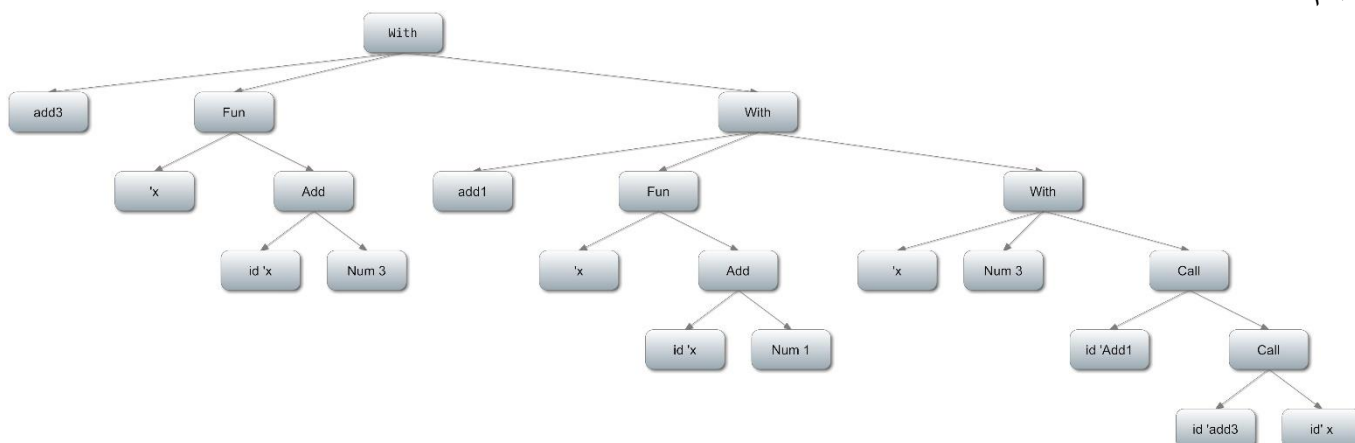 With
add3 Fun With
'x Add add1 Fun With
id 'x Num 3 'x Add 'x Num 3 Call
id 'x Num 1 id 'Add1 Call
id 'add3 id' x